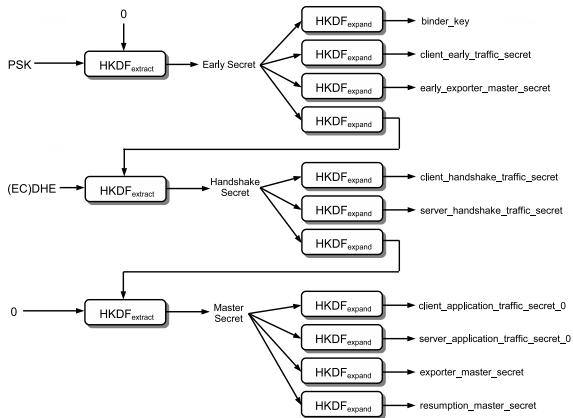 0
HKDFexpand
binder_key
PSK
HKDFextract
Early Secret
HKDFexpand
client_early_traffic_secret
HKDFexpand
early_exporter_master_secret
HKDFexpand
(EC)DHE
HKDFextract
Handshake
Secret
HKDFexpand
client_handshake_traffic_secret
HKDFexpand
server_handshake_traffic_secret
HKDFexpand
0
HKDFextract
Master
Secret
HKDFexpand
client_application_traffic_secret_0
HKDFexpand
server_application_traffic_secret_0
HKDFexpand
exporter_master_secret
HKDFexpand
resumption_master_secret